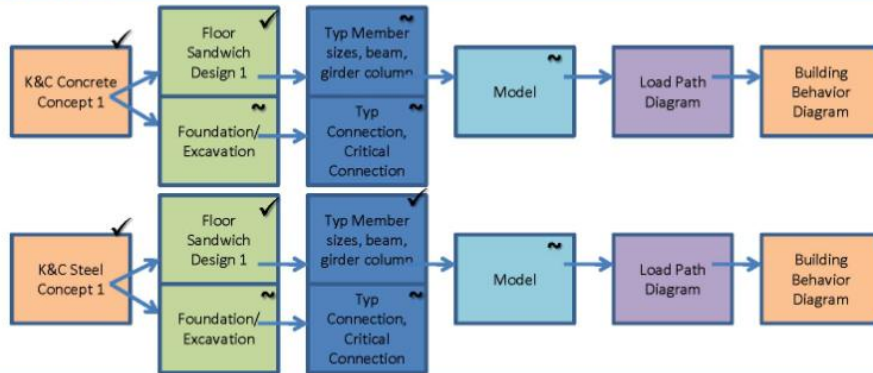 K&C Concrete
Concept 1
Floor
Sandwich
Design 1
Foundation/
Excavation
Typ Member
sizes, beam,
girder column
Typ
Connection,
Critical
Connection
Model
Load Path
Diagram
Building
Behavior
Diagram
K&C Steel
Concept 1
Floor
Sandwich
Design 1
Foundation/
Excavation
Typ Member
sizes, beam,
girder column
Typ
Connection,
Critical
Connection
Model
Load Path
Diagram
Building
Behavior
Diagram